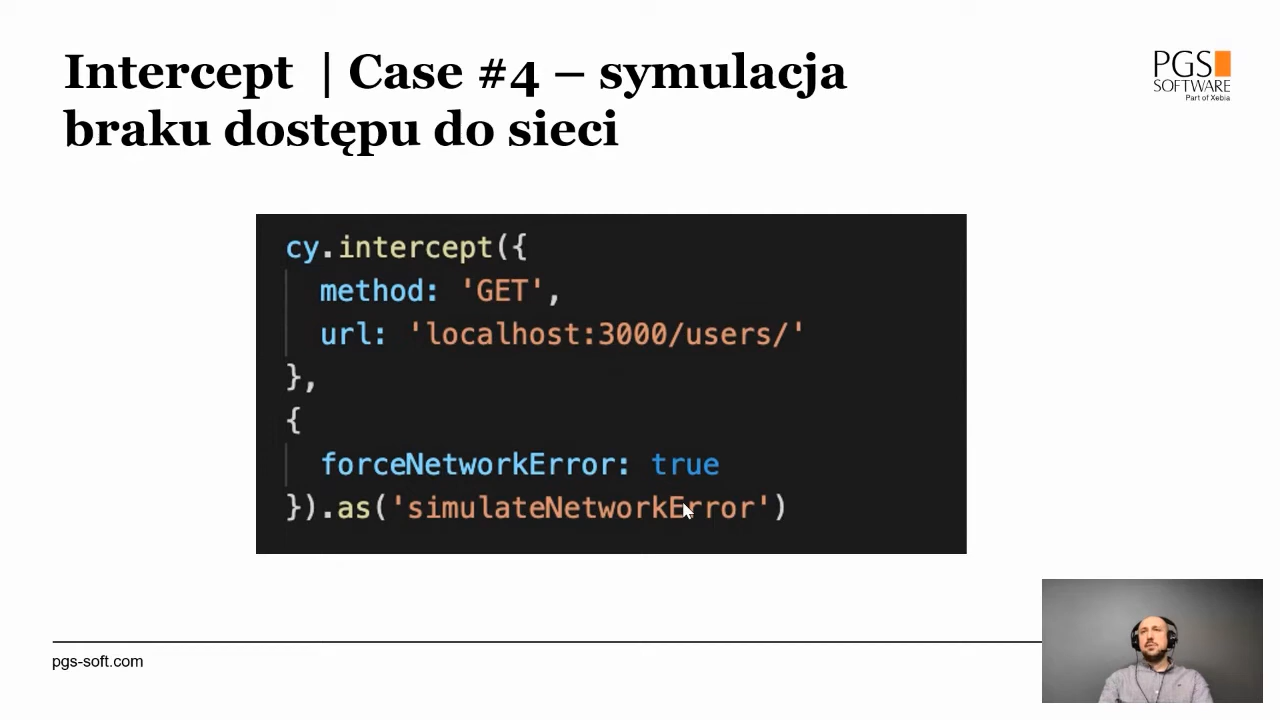 Intercept | Case #4 – symulacja
braku dostępu do sieci
PGS
SOFTWARE
Part of Xebia
cy.intercept({
method: 'GET',
url: 'localhost:3000/users/'
},
{
forceNetworkError: true
}).as('simulateNetworkError')
pgs-soft.com